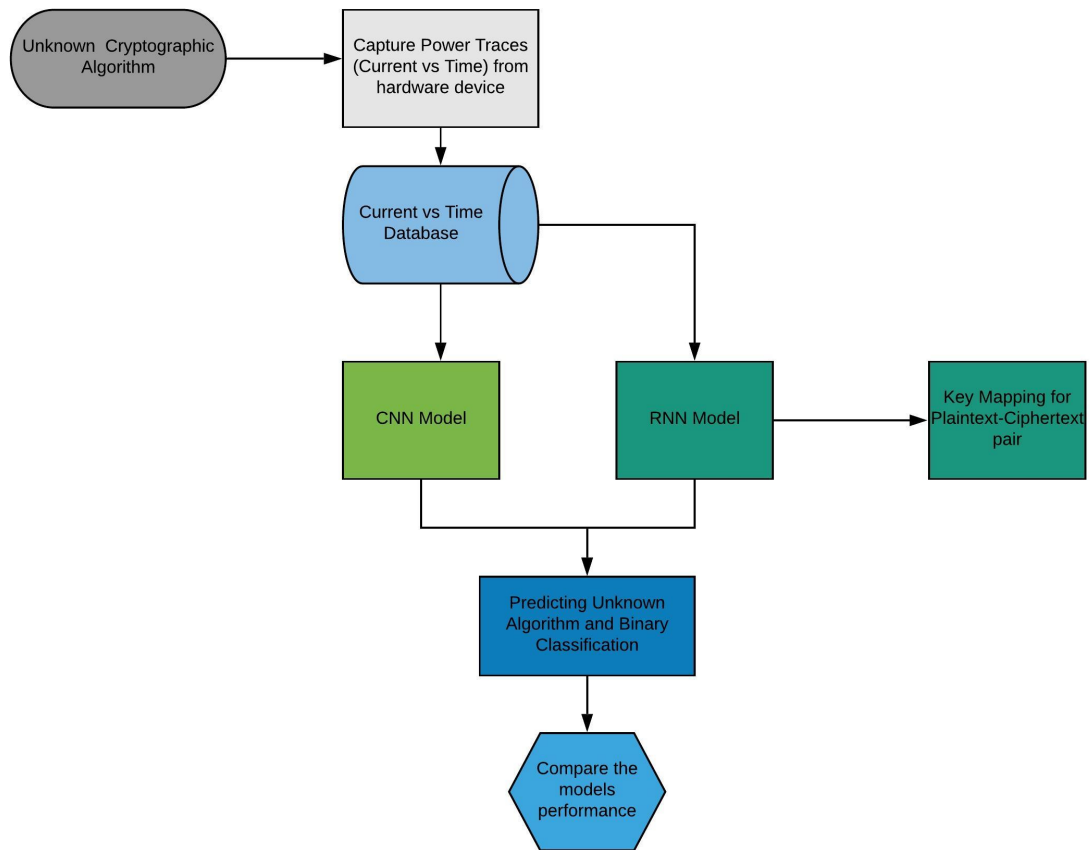 Unknown Cryptographic
Algorithm
Capture Power Traces
(Current vs Time) from
hardware device
Current vs Time
Database
CNN Model
RNN Model
Key Mapping for
Plaintext-Ciphertext
pair
Predicting Unknown
Algorithm and Binary
Classification
Compare the
models
performance